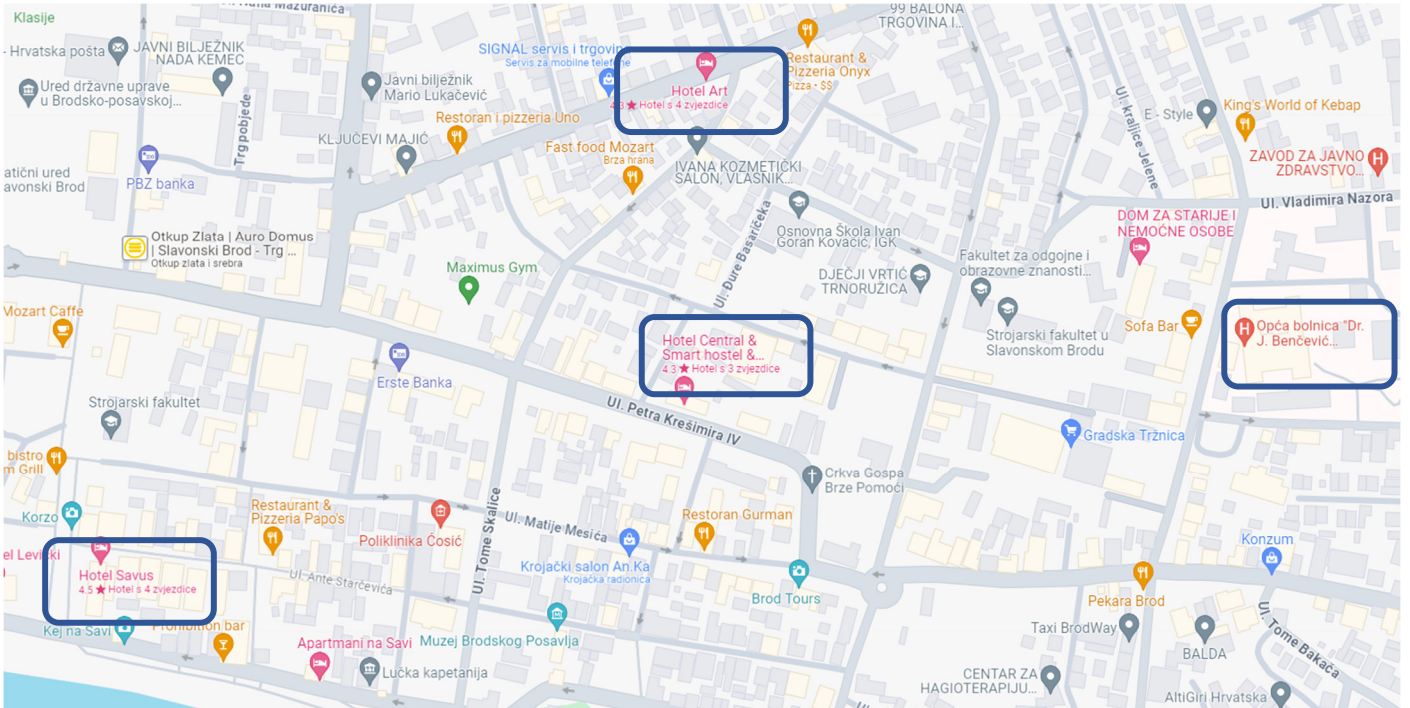 Ivana Mažuranića
Klasije
- Hrvatska pošta
JAVNI BILJEŽNIK
NADA KEMEC
Ured državne uprave
u Brodsko-posavskoj...
Trg pobjede
Javni bilježnik
Mario Lukačević
SIGNAL servis i trgovin
Servis za mobilne telefone
99 BALONA
TRGOVINA I...
Restaurant &
Pizzeria Onyx
Pizza • $$
Hotel Art
4,3 ★ Hotel s 4 zvjezdice
Restoran i pizzeria Uno
KLJUČEVI MAJIĆ
Fast food Mozart
Brza hrana
IVANA KOZMETIČKI
SALON, VLASNIK...
Ul. kraljice Jelene
E - Style
King's World of Kebap
ZAVOD ZA JAVNO
ZDRAVSTVO...
Ul. Vladimira Nazora
atični ured
avonski Brod
PBZ banka
DOM ZA STARIJE I
NEMOĆNE OSOBE
Otkup Zlata | Auro Domus
| Slavonski Brod - Trg ...
Otkup zlata i srebra
Osnovna Škola Ivan
Goran Kovačić, IGK
Ul. Đure Basaričeka
Fakultet za odgojne i
obrazovne znanosti...
DJEČJI VRTIĆ
TRNORUŽICA
Maximus Gym
Mozart Caffe
Strojarski fakultet u
Slavonskom Brodu
Sofa Bar
H
Opća bolnica "Dr.
J. Benčević...
Hotel Central &
Smart hostel &...
4,3 ★ Hotel s 3 zvjezdice
Erste Banka
Ul. Petra Krešimira IV
Strojarski fakultet
Gradska Tržnica
bistro
m Grill
Crkva Gospa
Brze Pomoći
Korzo
Restaurant &
Pizzeria Papo's
Poliklinika Ćosić
Ul. Tome Skalice
Ul. Matije Mesića
Restoran Gurman
Konzum
el Levicki
Hotel Savus
4,5 ★ Hotel s 4 zvjezdice
Ul. Ante Starčevića
Krojački salon An.Ka
Krojačka radionica
Brod Tours
Pekara Brod
Kej na Savi
Prohibition bar
Apartmani na Savi
Muzej Brodskog Posavlja
Lučka kapetanija
Taxi BrodWay
BALDA
Ul. Tome Bakača
CENTAR ZA
HAGIOTERAPIJU...
AltiGiri Hrvatska
Ul.